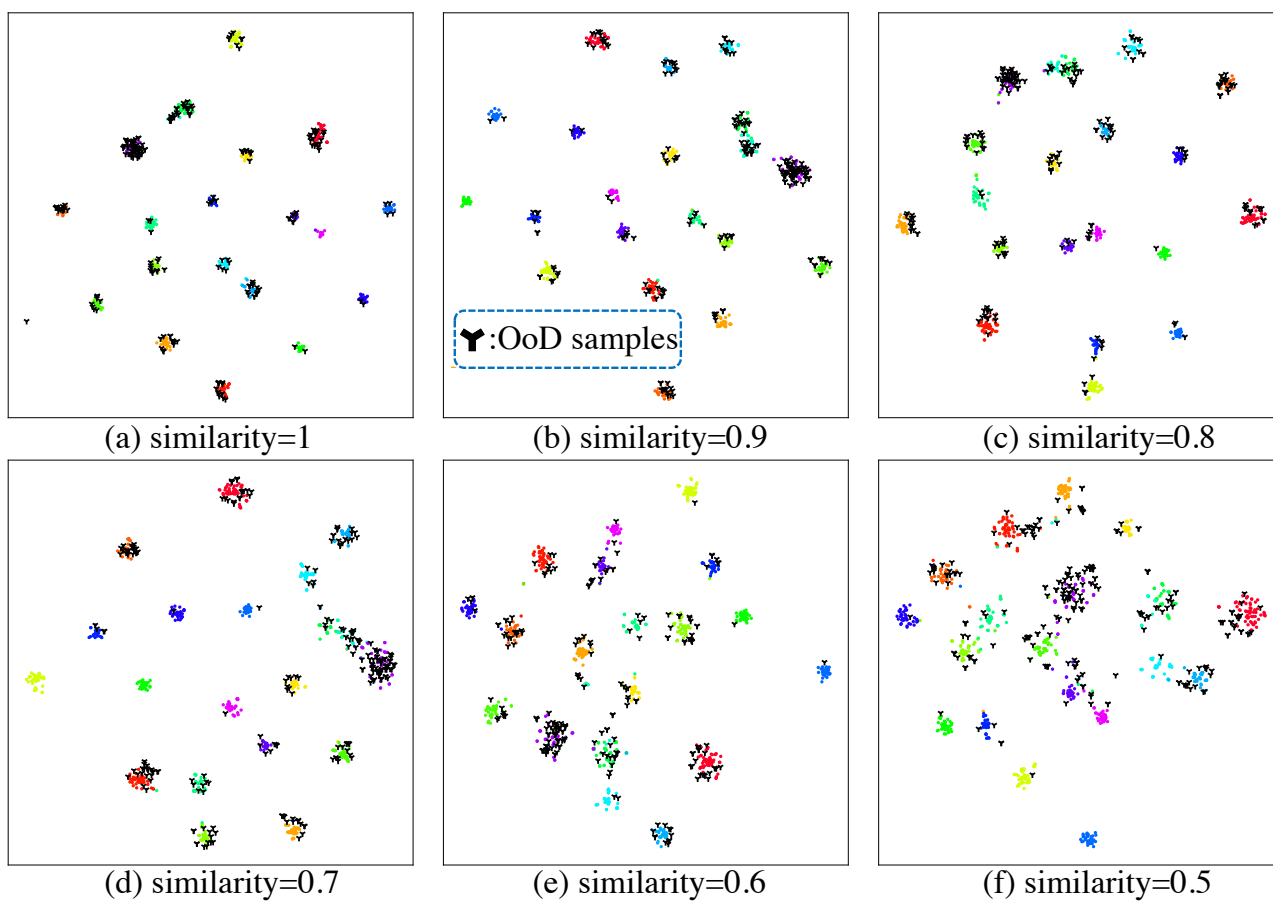 :OoD samples
(a) similarity=1
(b) similarity=0.9
(c) similarity=0.8
(d) similarity=0.7
(e) similarity=0.6
(f) similarity=0.5